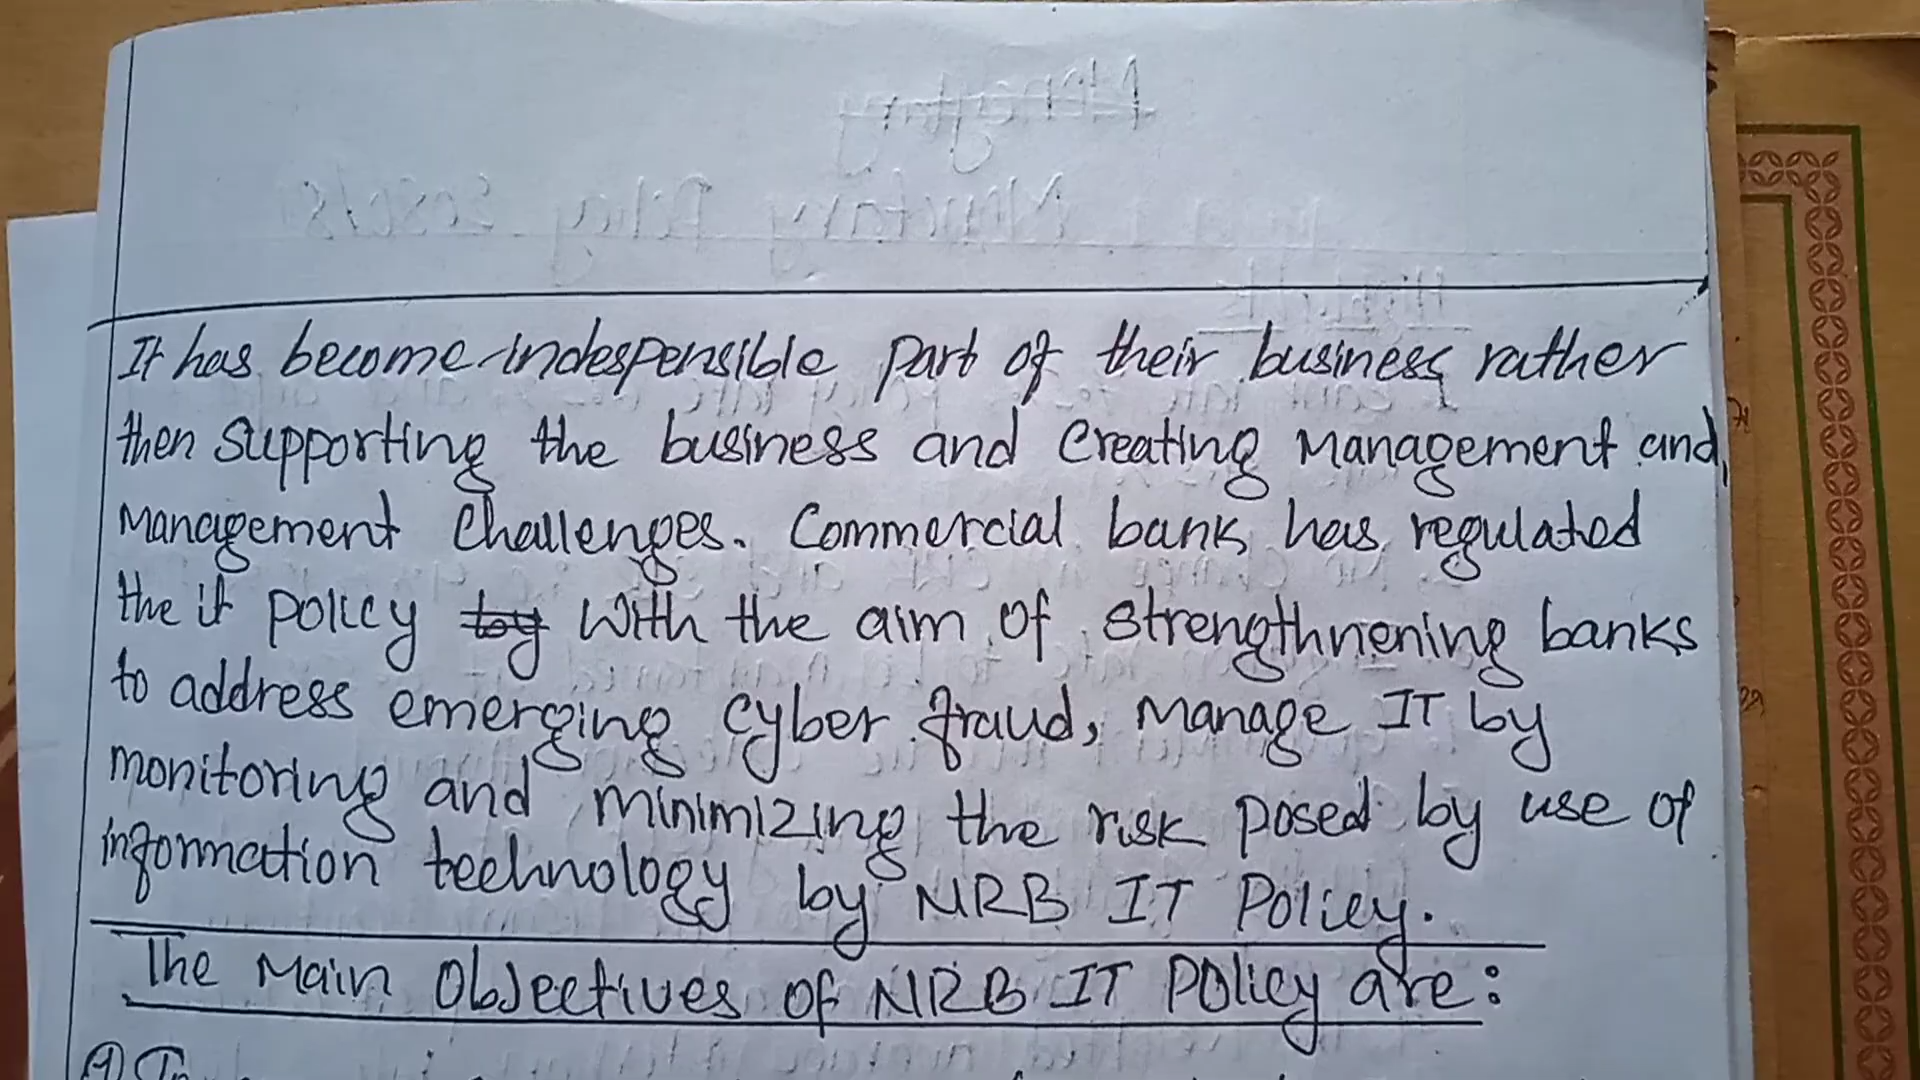 It has become indespensible part of their business rather
then supporting the business and creating Management and
Management challenges. Commercial bank has regulated
the it policy by with the aim of strengthnening banks
to address emerging cyber fraud, Manage IT by
monitoring and minimizing the risk posed by use of
information technology by NRB IT Policy.
The Main Objectives of NRB IT Policy are: